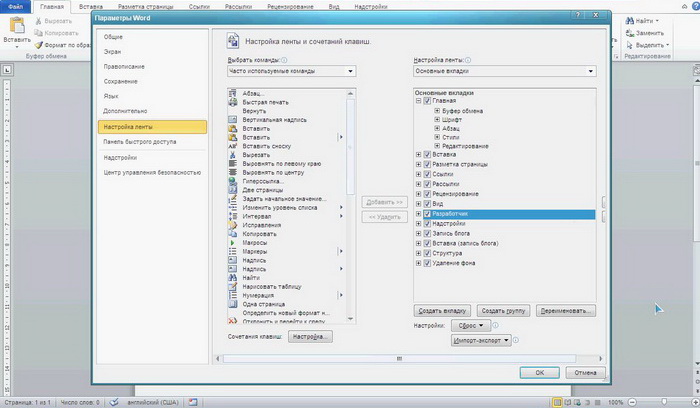 Файл Главная Вставка Разметка страницы Ссылки Рассылки Рецензирование Вид Надстройки
Вставить
Вырезать
Копировать
Формат по обра
Буфер обмена
Найти
Заменить
Выделить
Редактирование
Параметры Word
Общие
Экран
Правописание
Сохранение
Язык
Дополнительно
Настройка ленты
Панель быстрого доступа
Надстройки
Центр управления безопасностью
Настройка ленты и сочетаний клавиш.
Выбрать команды:
Часто используемые команды
Абзац...
Быстрая печать
Вернуть
Вертикальная надпись
Вставить
Вставить
Вставить сноску
Вырезать
Выровнять по левому краю
Выровнять по центру
Гиперссылка...
Две страницы
Задать начальное значение...
Изменить уровень списка
Интервал
Исправления
Копировать
Макросы
Маркеры
Надпись
Надпись
Найти
Нарисовать таблицу
Нумерация
Одна страница
Определить новый формат н...
Отклонить и перейти к след
Сочетания клавиш: Настройка...
Добавить <<
<< Удалить
Настройка ленты:
Основные вкладки
Основные вкладки
Главная
Буфер обмена
Шрифт
Абзац
Стили
Редактирование
Вставка
Разметка страницы
Ссылки
Рассылки
Рецензирование
Вид
Разработчик
Надстройки
Запись блога
Вставка (запись блога)
Структура
Удаление фона
Создать вкладку Создать группу Переименовать...
Настройки: Сброс
Импорт-экспорт
ОК Отмена
Страница: 1 из 1 Число слов: 0 английский (США) 100%